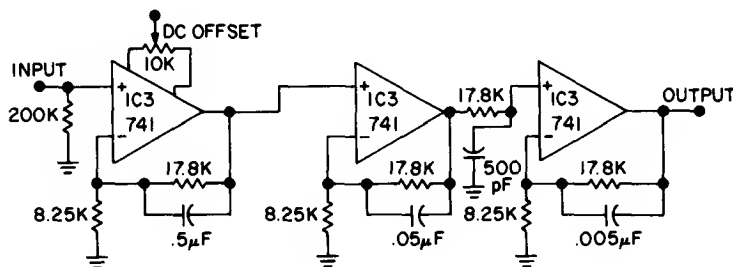 DC OFFSET
10K
INPUT
200K
+
IC3
741
−
17.8K
8.25K
.5µF
+
IC3
741
−
17.8K
8.25K
.05µF
17.8K
500
pF
+
IC3
741
−
OUTPUT
17.8K
8.25K
.005µF